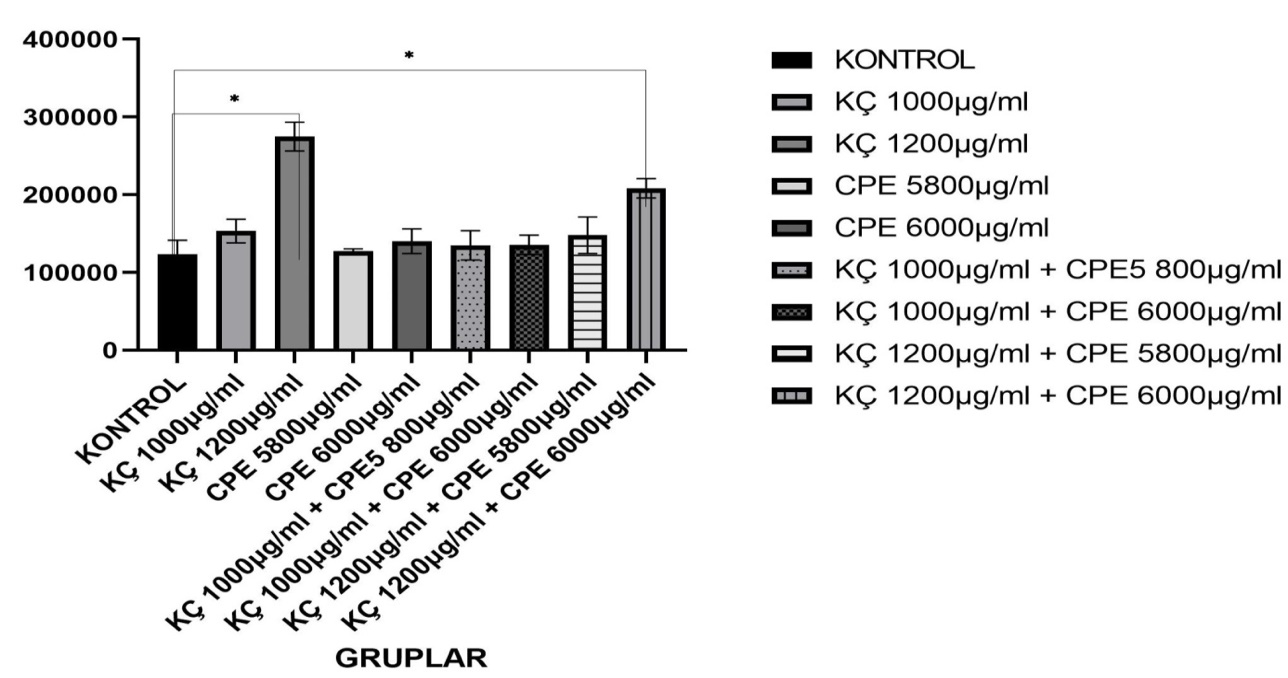 400000
300000
200000
100000
0
*
*
KONTROL
KÇ 1000µg/ml
KÇ 1200µg/ml
CPE 5800µg/ml
CPE 6000µg/ml
KÇ 1000µg/ml + CPE5 800µg/ml
KÇ 1000µg/ml + CPE 6000µg/ml
KÇ 1200µg/ml + CPE 5800µg/ml
KÇ 1200µg/ml + CPE 6000µg/ml
GRUPLAR
KONTROL
KÇ 1000µg/ml
KÇ 1200µg/ml
CPE 5800µg/ml
CPE 6000µg/ml
KÇ 1000µg/ml + CPE5 800µg/ml
KÇ 1000µg/ml + CPE 6000µg/ml
KÇ 1200µg/ml + CPE 5800µg/ml
KÇ 1200µg/ml + CPE 6000µg/ml